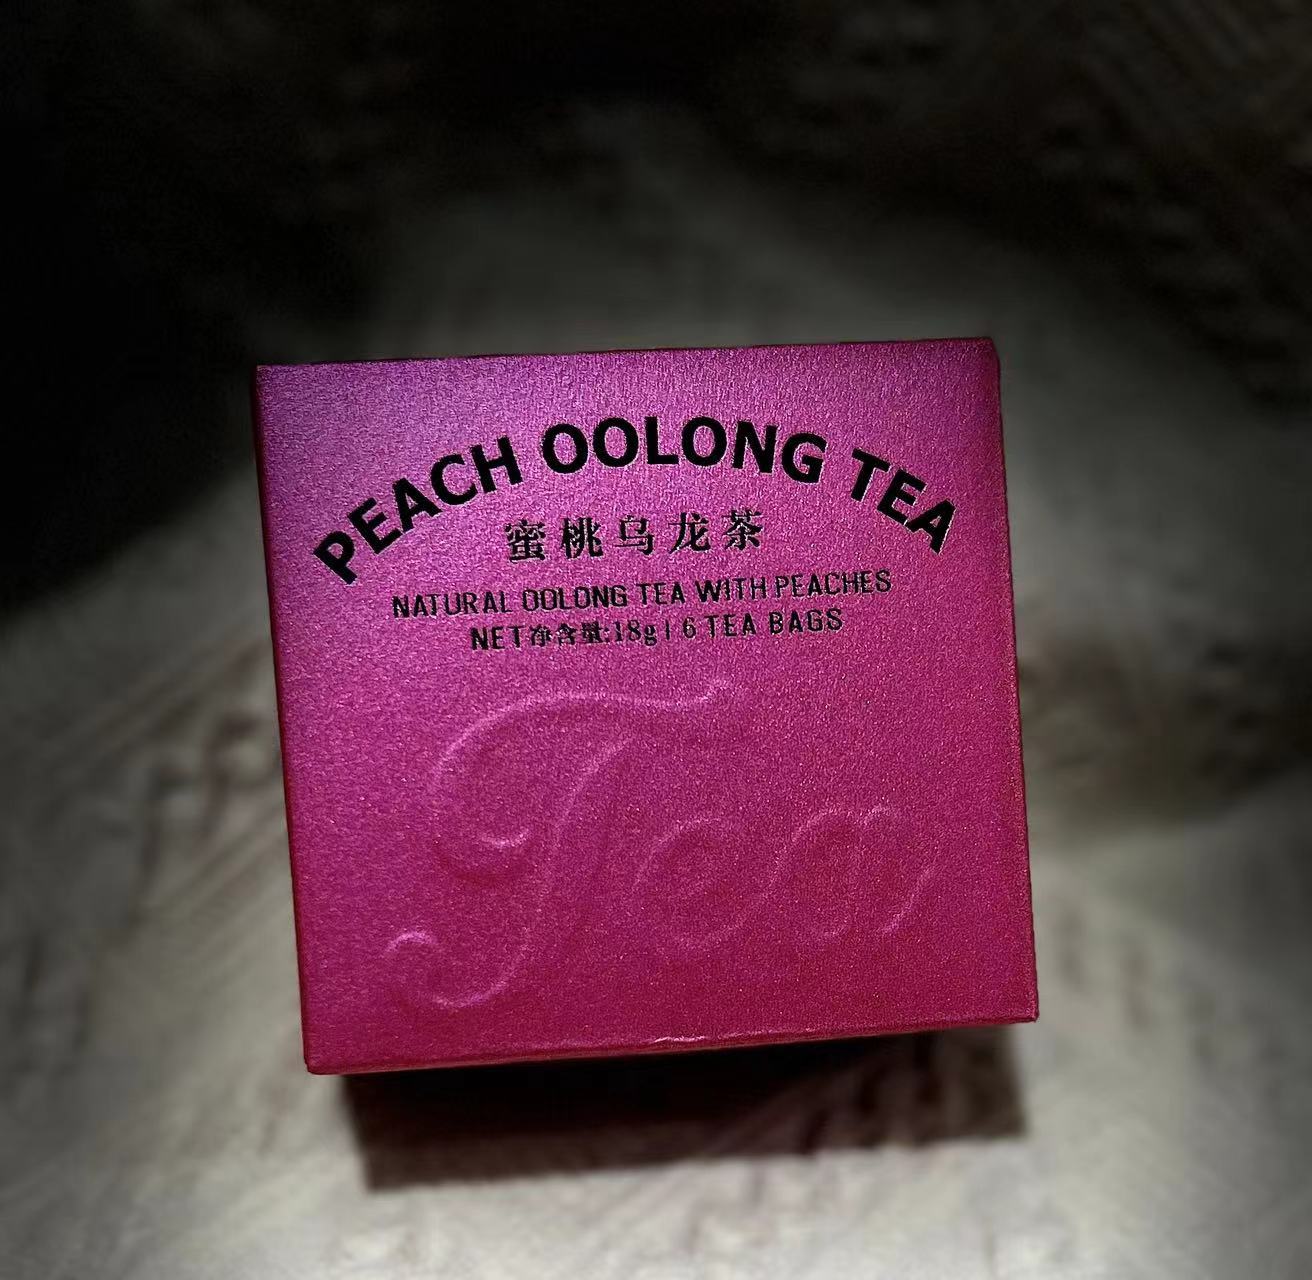 PEACH OOLONG TEA
蜜桃乌龙茶
NATURAL OOLONG TEA WITH PEACHES
NET净含量:18g | 6 TEA BAGS
Tea